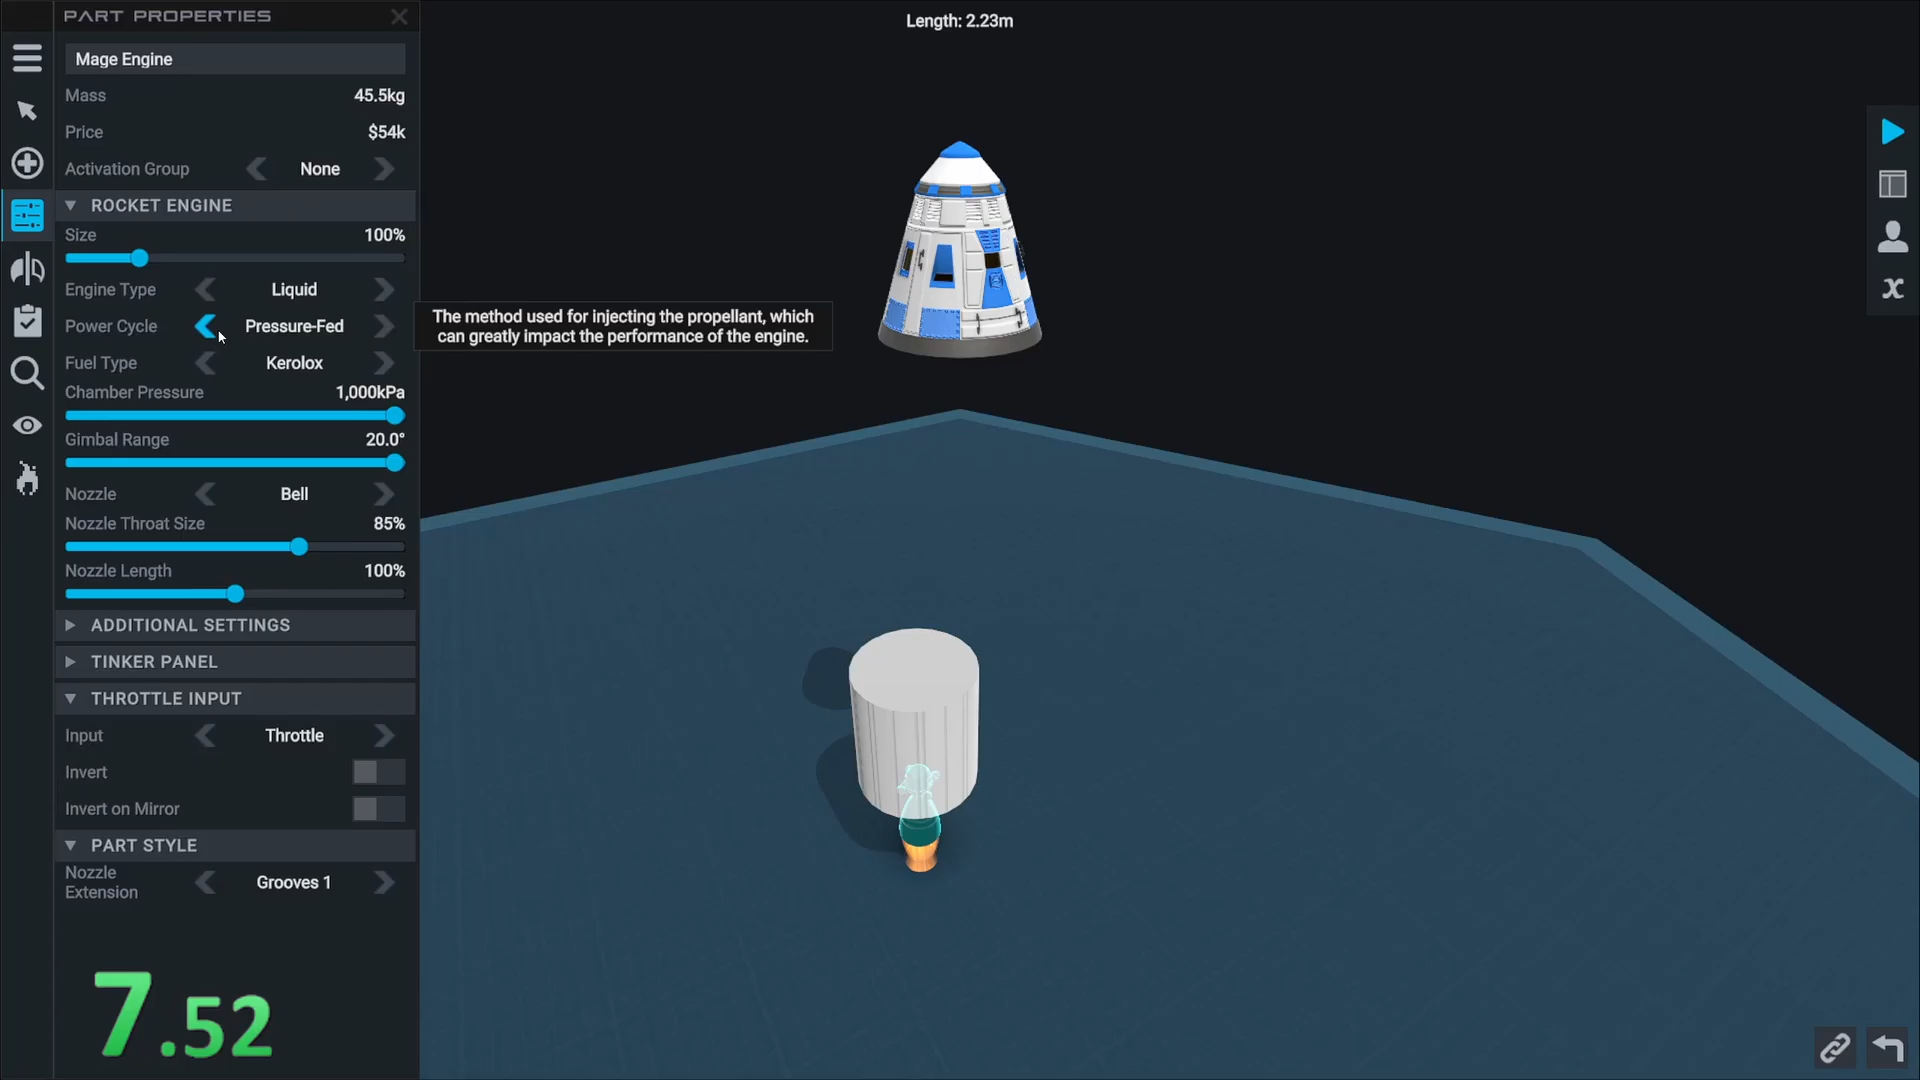 PART PROPERTIES
Length: 2.23m
Mage Engine
Mass 45.5kg
Price $54k
Activation Group None
ROCKET ENGINE
Size 100%
Engine Type Liquid
Power Cycle Pressure-Fed
The method used for injecting the propellant, which
can greatly impact the performance of the engine.
Fuel Type Kerolox
Chamber Pressure 1,000kPa
Gimbal Range 20.0°
Nozzle Bell
Nozzle Throat Size 85%
Nozzle Length 100%
ADDITIONAL SETTINGS
TINKER PANEL
THROTTLE INPUT
Input Throttle
Invert
Invert on Mirror
PART STYLE
Nozzle
Extension Grooves 1
7.52